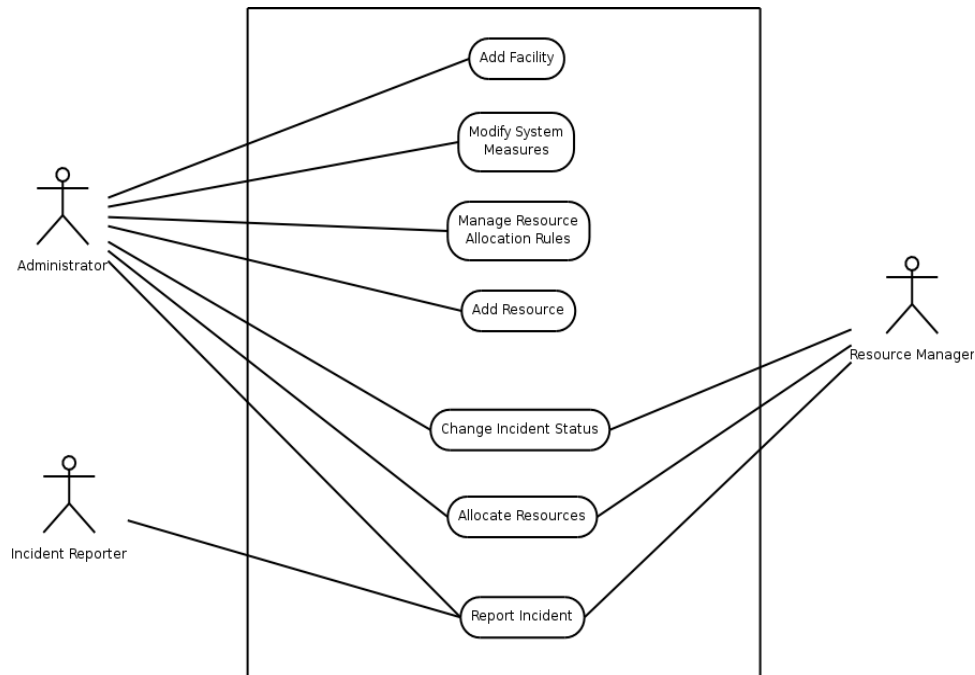 Add Facility
Modify System
Measures
Administrator
Manage Resource
Allocation Rules
Add Resource
Resource Manager
Change Incident Status
Allocate Resources
Incident Reporter
Report Incident